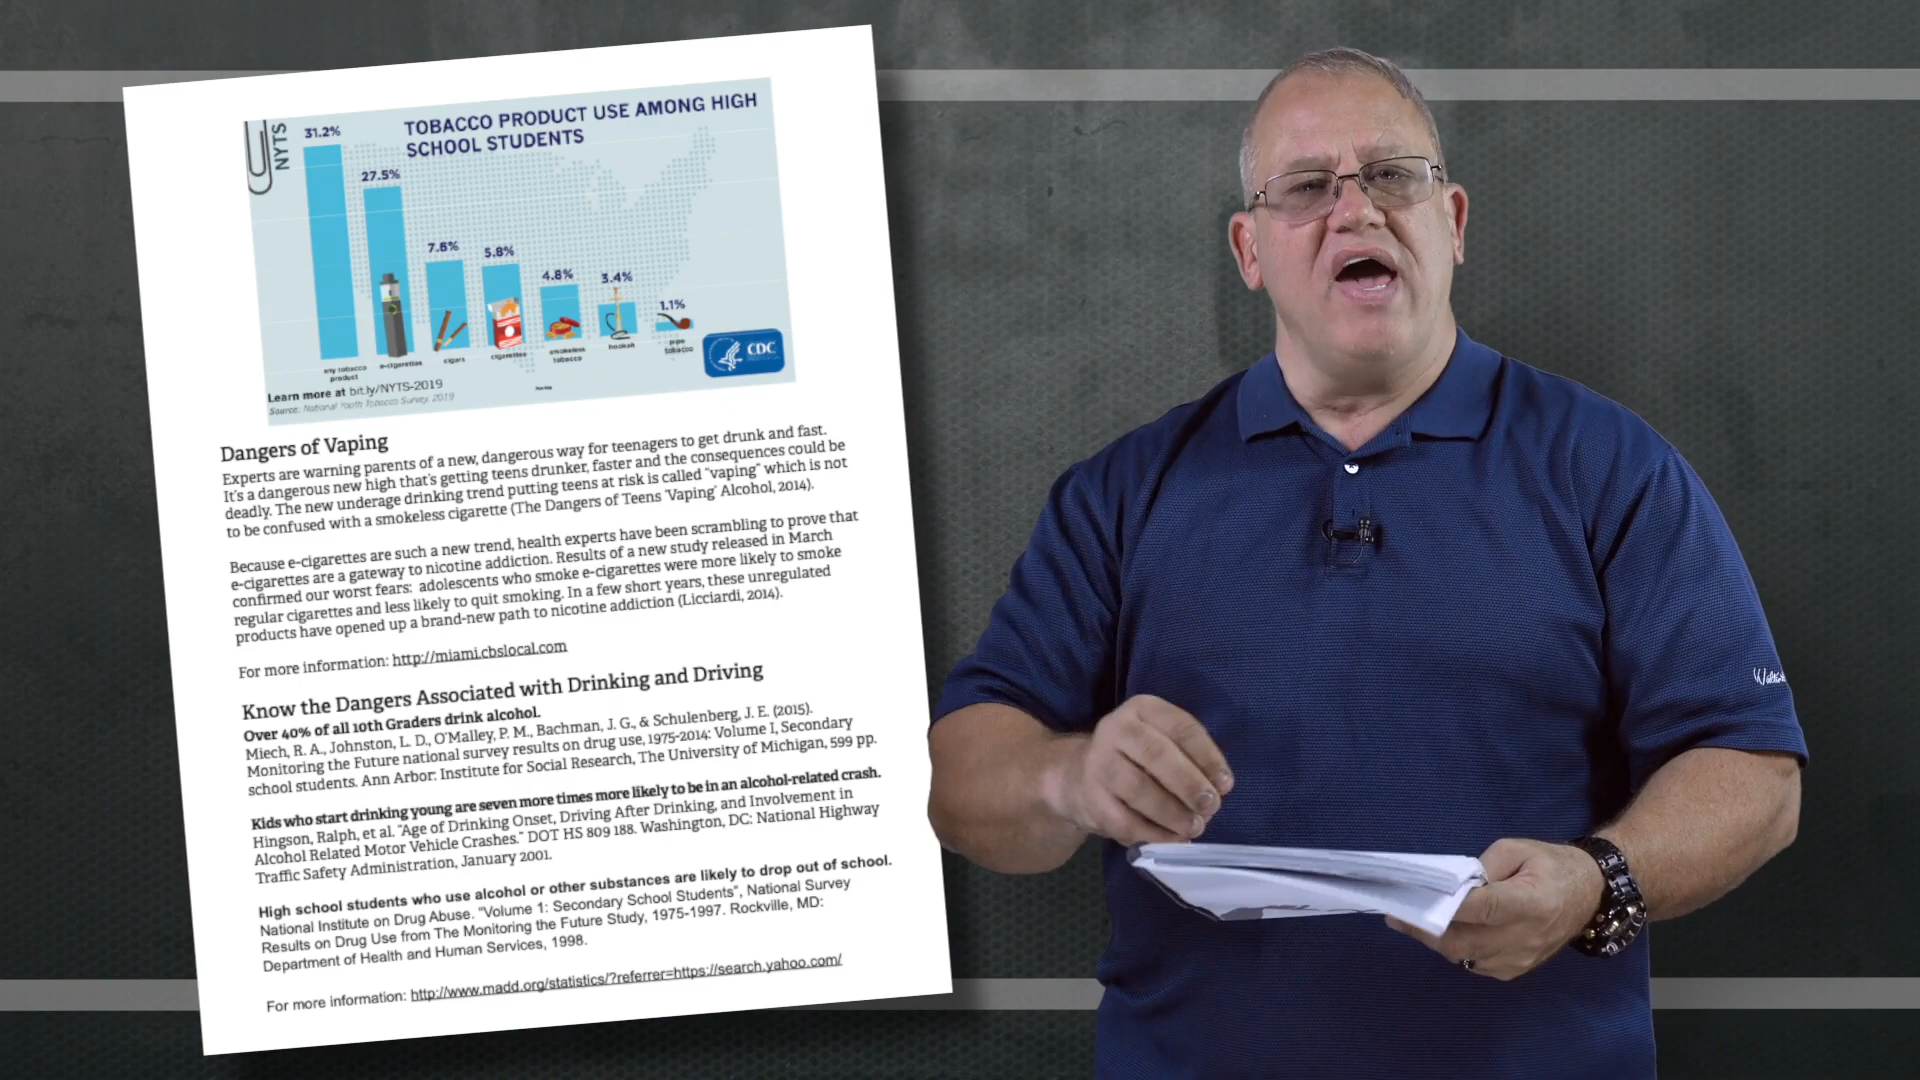 NYTS
TOBACCO PRODUCT USE AMONG HIGH
SCHOOL STUDENTS
31.2%
27.5%
7.6%
5.8%
4.8%
3.4%
1.1%
any tobacco
product
e-cigarettes
cigars
cigarettes
smokeless
tobacco
hookah
pipe
tobacco
CDC
Learn more at bit.ly/NYTS-2019
Source: National Youth Tobacco Survey, 2019
Dangers of Vaping
Experts are warning parents of a new, dangerous way for teenagers to get drunk and fast.
It's a dangerous new high that's getting teens drunker, faster and the consequences could be
deadly. The new underage drinking trend putting teens at risk is called "vaping" which is not
to be confused with a smokeless cigarette (The Dangers of Teens 'Vaping' Alcohol, 2014).
Because e-cigarettes are such a new trend, health experts have been scrambling to prove that
e-cigarettes are a gateway to nicotine addiction. Results of a new study released in March
confirmed our worst fears: adolescents who smoke e-cigarettes were more likely to smoke
regular cigarettes and less likely to quit smoking. In a few short years, these unregulated
products have opened up a brand-new path to nicotine addiction (Licciardi, 2014).
For more information: http://miami.cbslocal.com
Know the Dangers Associated with Drinking and Driving
Over 40% of all 10th Graders drink alcohol.
Miech, R. A., Johnston, L. D., O'Malley, P. M., Bachman, J. G., & Schulenberg, J. E. (2015).
Monitoring the Future national survey results on drug use, 1975-2014: Volume I, Secondary
school students. Ann Arbor: Institute for Social Research, The University of Michigan, 599 pp.
Kids who start drinking young are seven more times more likely to be in an alcohol-related crash.
Hingson, Ralph, et al. "Age of Drinking Onset, Driving After Drinking, and Involvement in
Alcohol Related Motor Vehicle Crashes." DOT HS 809 188. Washington, DC: National Highway
Traffic Safety Administration, January 2001.
High school students who use alcohol or other substances are likely to drop out of school.
National Institute on Drug Abuse. "Volume 1: Secondary School Students", National Survey
Results on Drug Use from The Monitoring the Future Study, 1975-1997. Rockville, MD:
Department of Health and Human Services, 1998.
For more information: http://www.madd.org/statistics/?referrer=https://search.yahoo.com/